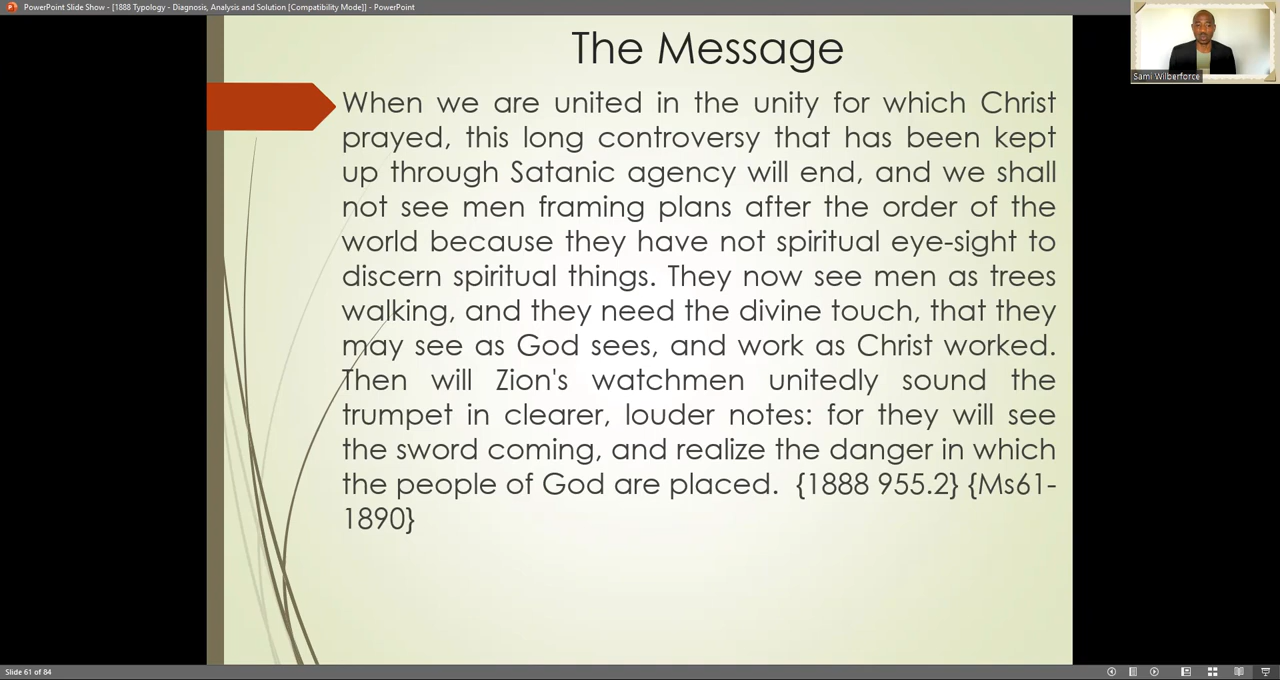 PowerPoint Slide Show - [1888 Typology - Diagnosis, Analysis and Solution [Compatibility Mode]] - PowerPoint
Sami Wilberforce
The Message
When we are united in the unity for which Christ
prayed, this long controversy that has been kept
up through Satanic agency will end, and we shall
not see men framing plans after the order of the
world because they have not spiritual eye-sight to
discern spiritual things. They now see men as trees
walking, and they need the divine touch, that they
may see as God sees, and work as Christ worked.
Then will Zion's watchmen unitedly sound the
trumpet in clearer, louder notes: for they will see
the sword coming, and realize the danger in which
the people of God are placed. {1888 955.2} {Ms61-
1890}
Slide 61 of 84